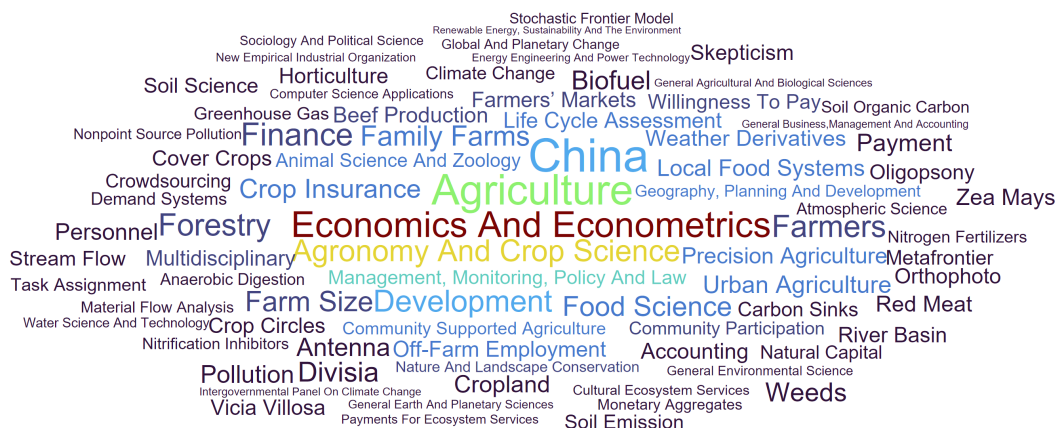 Stochastic Frontier Model
Renewable Energy, Sustainability And The Environment
Sociology And Political Science
Global And Planetary Change
Skepticism
New Empirical Industrial Organization
Energy Engineering And Power Technology
Soil Science
Horticulture
Climate Change
Biofuel
General Agricultural And Biological Sciences
Computer Science Applications
Farmers’ Markets
Willingness To Pay
Soil Organic Carbon
Greenhouse Gas
Beef Production
Life Cycle Assessment
General Business,Management And Accounting
Nonpoint Source Pollution
Finance
Family Farms
Weather Derivatives
Payment
Cover Crops
Animal Science And Zoology
China
Local Food Systems
Oligopsony
Crowdsourcing
Crop Insurance
Agriculture
Geography, Planning And Development
Zea Mays
Demand Systems
Atmospheric Science
Personnel
Forestry
Economics And Econometrics
Farmers
Nitrogen Fertilizers
Stream Flow
Multidisciplinary
Agronomy And Crop Science
Precision Agriculture
Metafrontier
Task Assignment
Anaerobic Digestion
Management, Monitoring, Policy And Law
Urban Agriculture
Orthophoto
Material Flow Analysis
Farm Size
Development
Food Science
Carbon Sinks
Red Meat
Water Science And Technology
Crop Circles
Community Supported Agriculture
Community Participation
River Basin
Nitrification Inhibitors
Antenna
Off-Farm Employment
Accounting
Natural Capital
Pollution
Divisia
Nature And Landscape Conservation
General Environmental Science
Intergovernmental Panel On Climate Change
Cropland
Cultural Ecosystem Services
Weeds
Vicia Villosa
General Earth And Planetary Sciences
Monetary Aggregates
Payments For Ecosystem Services
Soil Emission